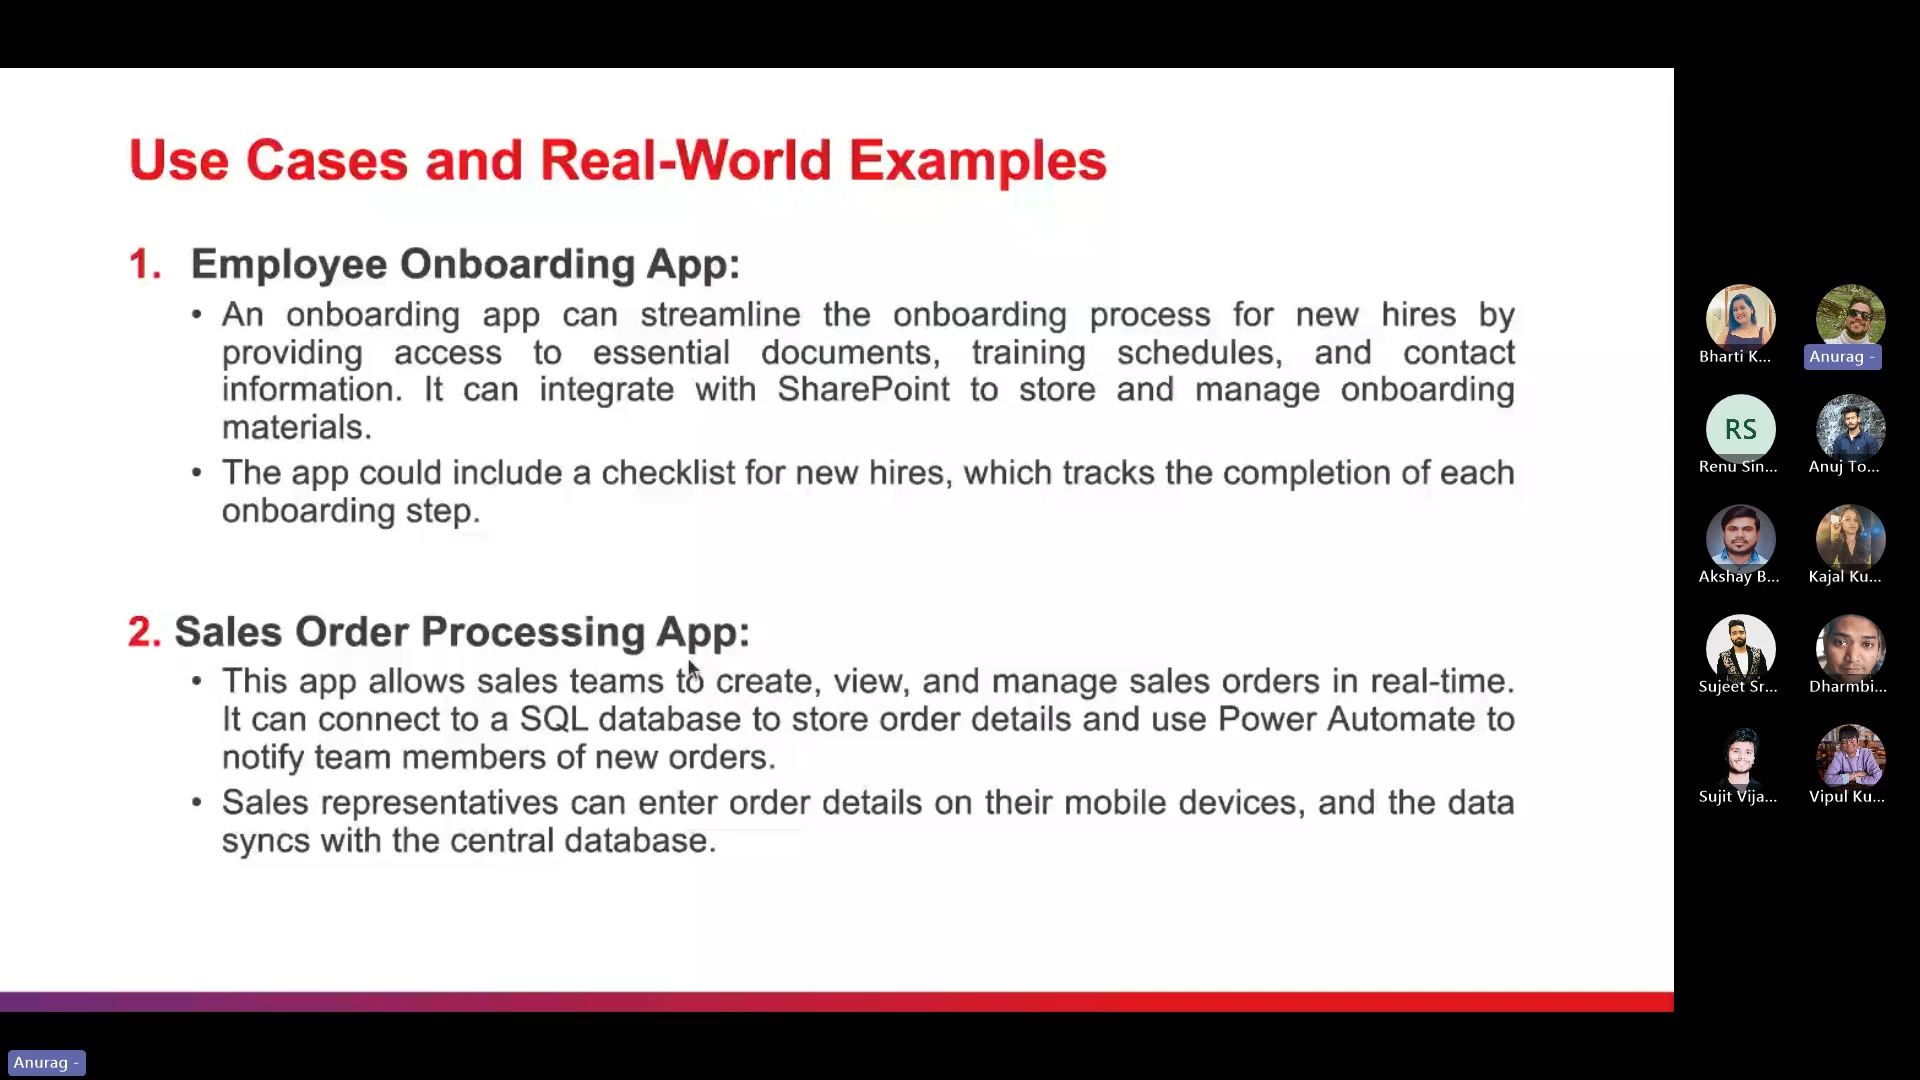 Use Cases and Real-World Examples
1. Employee Onboarding App:
• An onboarding app can streamline the onboarding process for new hires by
providing access to essential documents, training schedules, and contact
information. It can integrate with SharePoint to store and manage onboarding
materials.
• The app could include a checklist for new hires, which tracks the completion of each
onboarding step.
2. Sales Order Processing App:
• This app allows sales teams to create, view, and manage sales orders in real-time.
It can connect to a SQL database to store order details and use Power Automate to
notify team members of new orders.
• Sales representatives can enter order details on their mobile devices, and the data
syncs with the central database.
Bharti K...
Anurag -
RS
Renu Sin...
Anuj To...
Akshay B...
Kajal Ku...
Sujeet Sr...
Dharmbi...
Sujit Vija...
Vipul Ku...
Anurag -